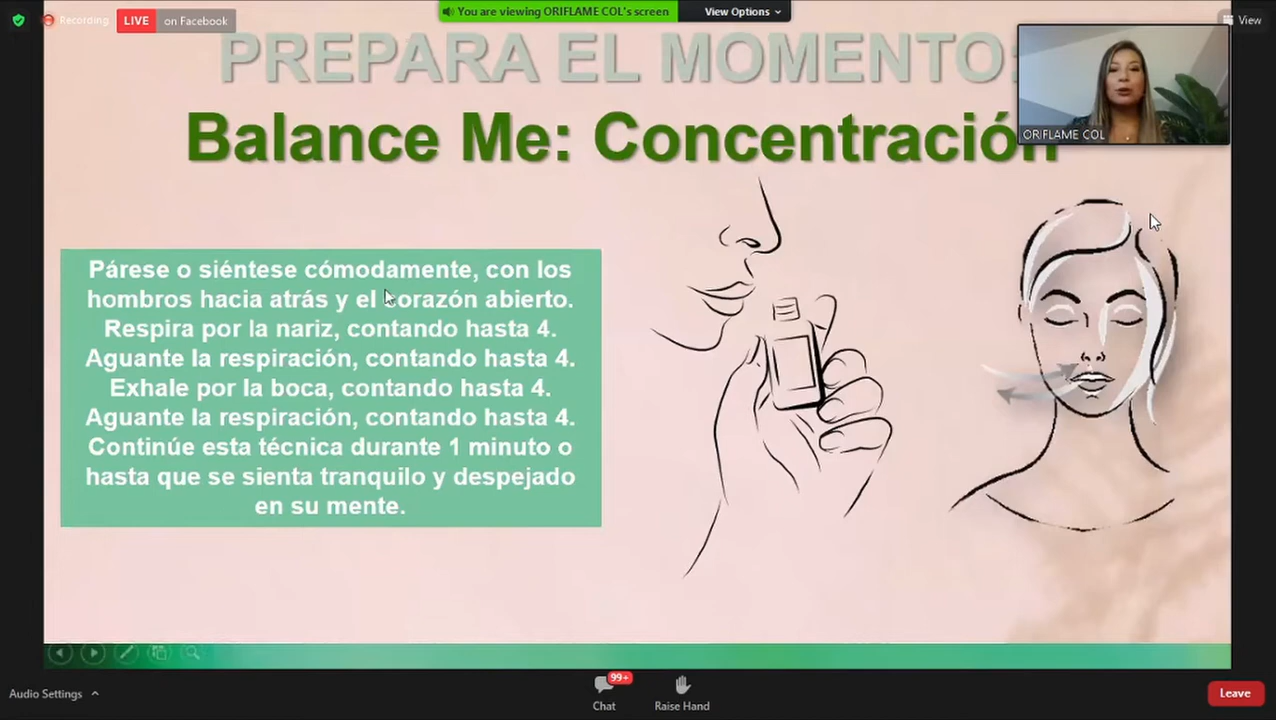 Recording
LIVE
on Facebook
You are viewing ORIFLAME COL's screen
View Options
View
PREPARA EL MOMENTO:
Balance Me: Concentración
ORIFLAME COL
Párese o siéntese cómodamente, con los
hombros hacia atrás y el corazón abierto.
Respira por la nariz, contando hasta 4.
Aguante la respiración, contando hasta 4.
Exhale por la boca, contando hasta 4.
Aguante la respiración, contando hasta 4.
Continúe esta técnica durante 1 minuto o
hasta que se sienta tranquilo y despejado
en su mente.
Audio Settings
99+
Chat
Raise Hand
Leave